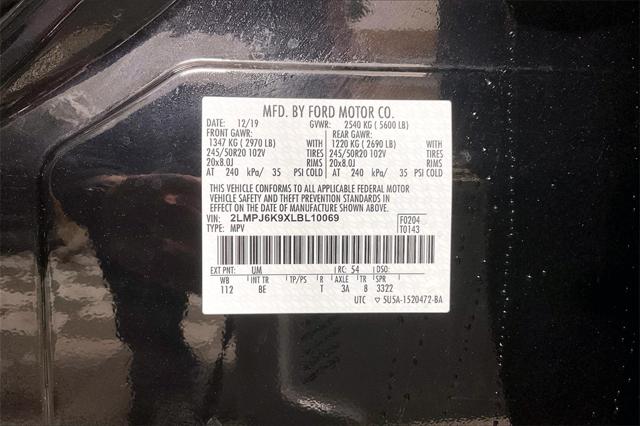 MFD. BY FORD MOTOR CO.
DATE: 12/19 GVWR: 2540 KG ( 5600 LB)
FRONT GAWR: REAR GAWR:
1347 KG ( 2970 LB) WITH 1220 KG ( 2690 LB) WITH
245/50R20 102V TIRES 245/50R20 102V TIRES
20x8.0J RIMS 20x8.0J RIMS
AT 240 kPa/ 35 PSI COLD AT 240 kPa/ 35 PSI COLD
THIS VEHICLE CONFORMS TO ALL APPLICABLE FEDERAL MOTOR
VEHICLE SAFETY AND THEFT PREVENTION STANDARDS IN
EFFECT ON THE DATE OF MANUFACTURE SHOWN ABOVE.
VIN: 2LMPJ6K9XLBL10069 F0204
TYPE: MPV T0143
EXT PNT: UM RC: 54 DSO:
WB INT TR TP/PS R AXLE TR SPR
112 BE T 3A 8 3322
UTC ▽ 5U5A-1520472-BA